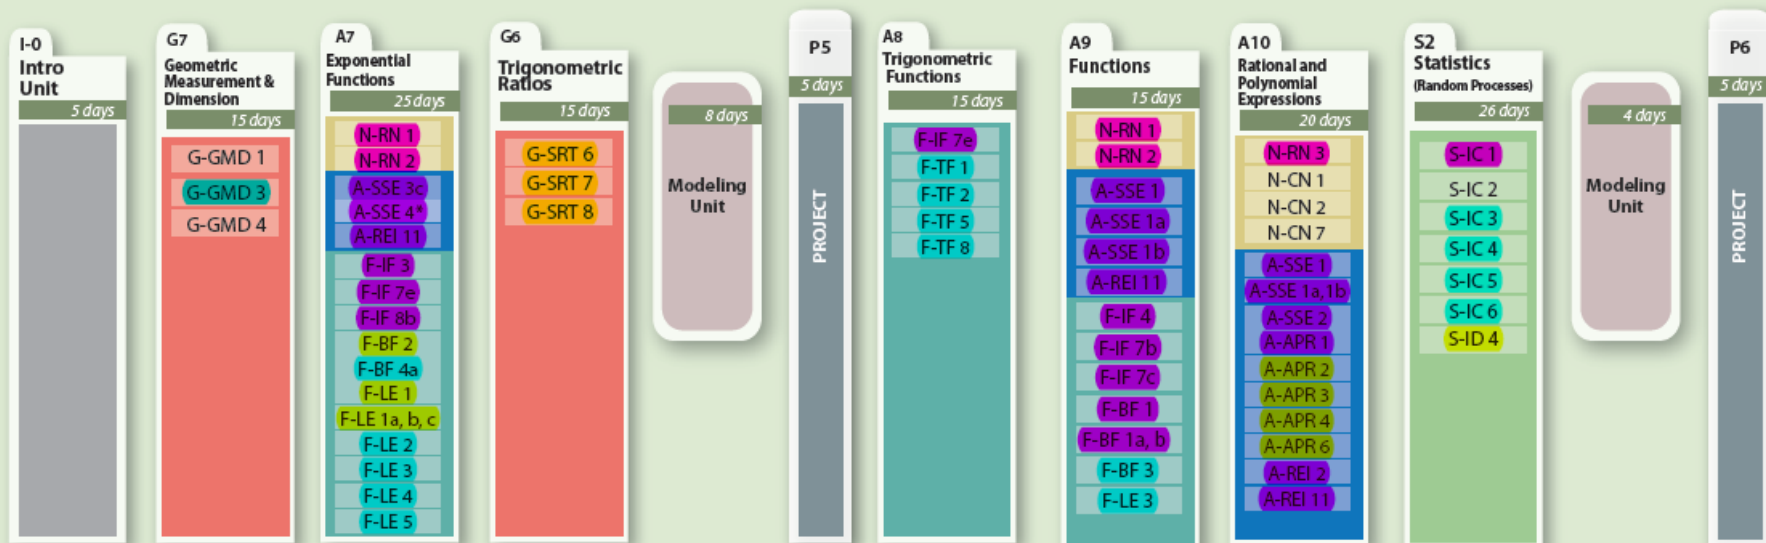 I-0
Intro
Unit
5 days
G7
Geometric
Measurement &
Dimension
15 days
G-GMD 1
G-GMD 3
G-GMD 4
A7
Exponential
Functions
25 days
N-RN 1
N-RN 2
A-SSE 3c
A-SSE 4*
A-REI 11
F-IF 3
F-IF 7e
F-IF 8b
F-BF 2
F-BF 4a
F-LE 1
F-LE 1a, b, c
F-LE 2
F-LE 3
F-LE 4
F-LE 5
G6
Trigonometric
Ratios
15 days
G-SRT 6
G-SRT 7
G-SRT 8
8 days
Modeling
Unit
P5
5 days
PROJECT
A8
Trigonometric
Functions
15 days
F-IF 7e
F-TF 1
F-TF 2
F-TF 5
F-TF 8
A9
Functions
15 days
N-RN 1
N-RN 2
A-SSE 1
A-SSE 1a
A-SSE 1b
A-REI 11
F-IF 4
F-IF 7b
F-IF 7c
F-BF 1
F-BF 1a, b
F-BF 3
F-LE 3
A10
Rational and
Polynomial
Expressions
20 days
N-RN 3
N-CN 1
N-CN 2
N-CN 7
A-SSE 1
A-SSE 1a,1b
A-SSE 2
A-APR 1
A-APR 2
A-APR 3
A-APR 4
A-APR 6
A-REI 2
A-REI 11
S2
Statistics
(Random Processes)
26 days
S-IC 1
S-IC 2
S-IC 3
S-IC 4
S-IC 5
S-IC 6
S-ID 4
4 days
Modeling
Unit
P6
5 days
PROJECT